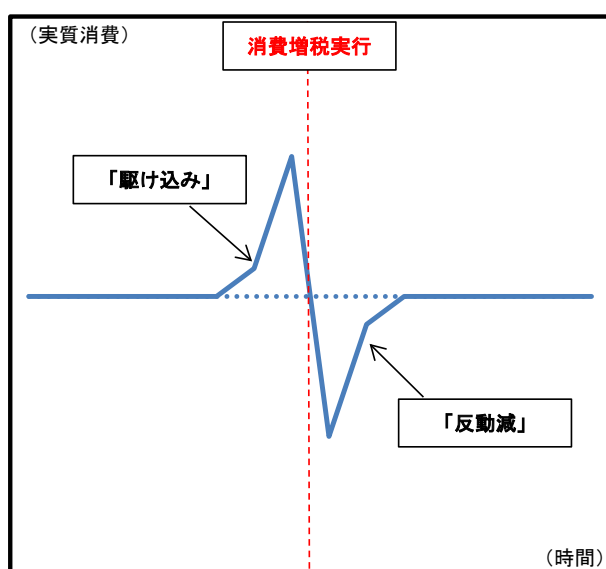 （実質消費）
消費増税実行
「駆け込み」
「反動減」
（時間）